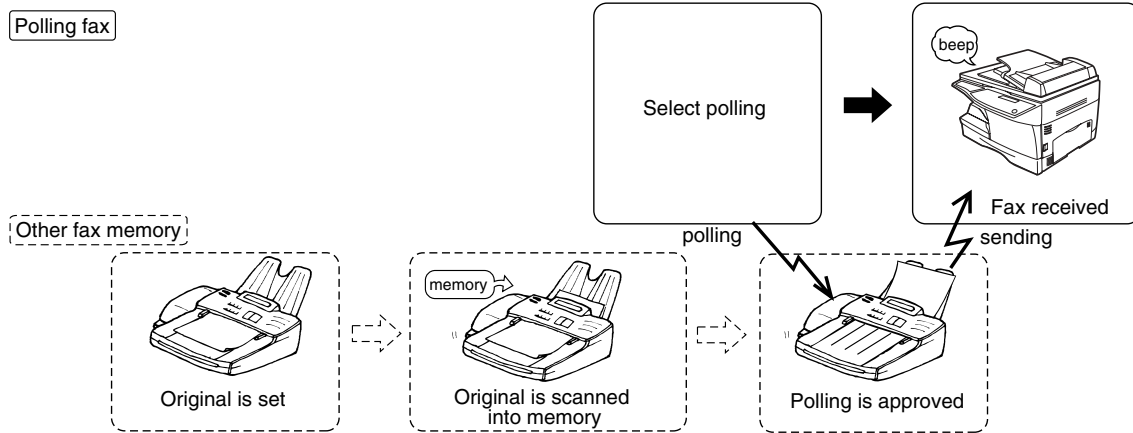 Polling fax
Select polling
beep
Fax received
Other fax memory
polling
sending
memory
Original is set
Original is scanned
into memory
Polling is approved